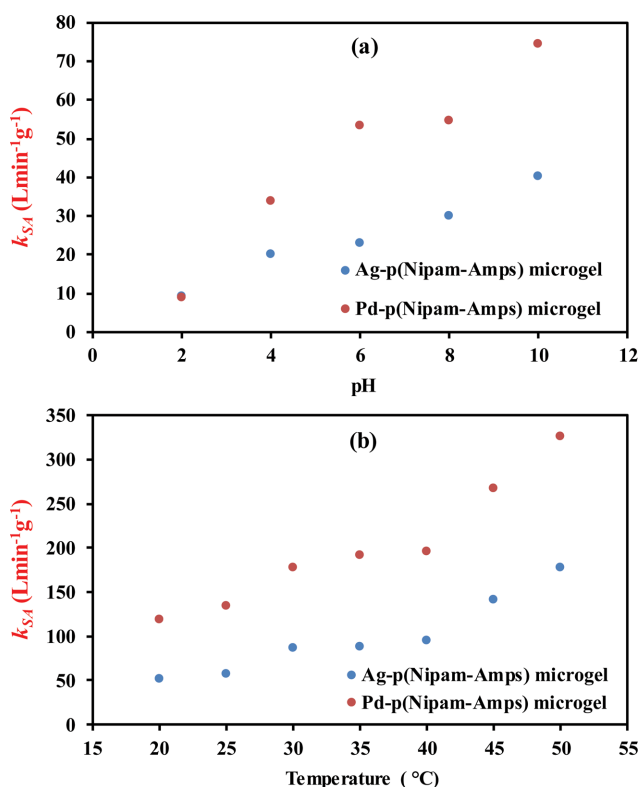 (a)
80
70
60
50
40
30
20
10
0
k_SA (Lmin⁻¹g⁻¹)
Ag-p(Nipam-Amps) microgel
Pd-p(Nipam-Amps) microgel
0 2 4 6 8 10 12
pH
(b)
350
300
250
200
150
100
50
0
k_SA (Lmin⁻¹g⁻¹)
Ag-p(Nipam-Amps) microgel
Pd-p(Nipam-Amps) microgel
15 20 25 30 35 40 45 50 55
Temperature ( °C)